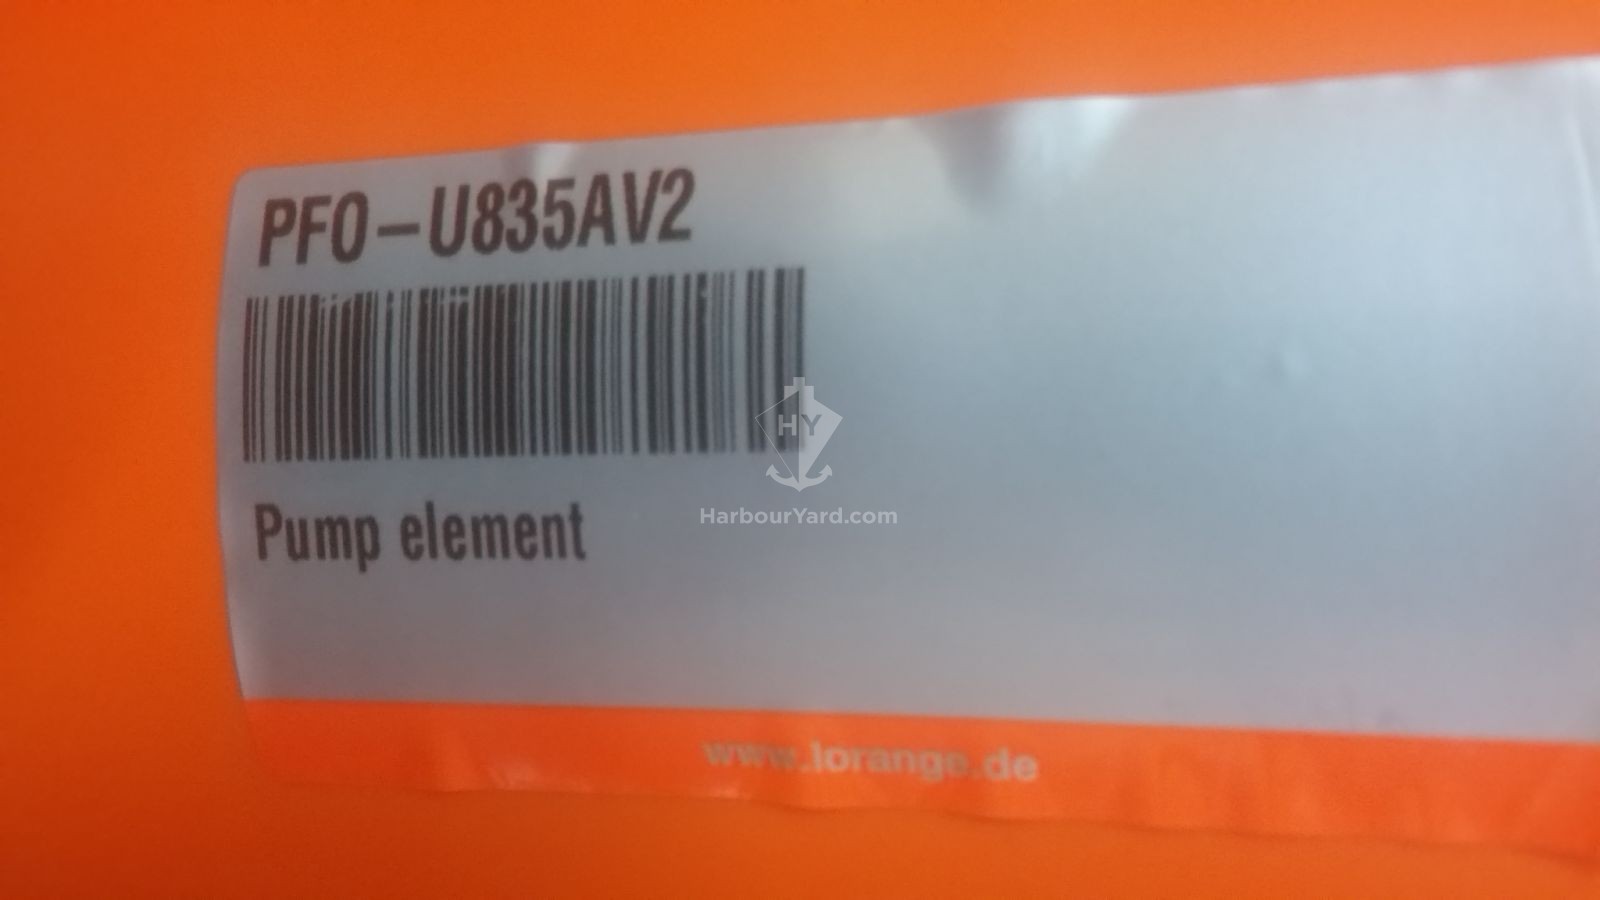 PFO-U835AV2
HY
HarbourYard.com
Pump element
www.lorange.de